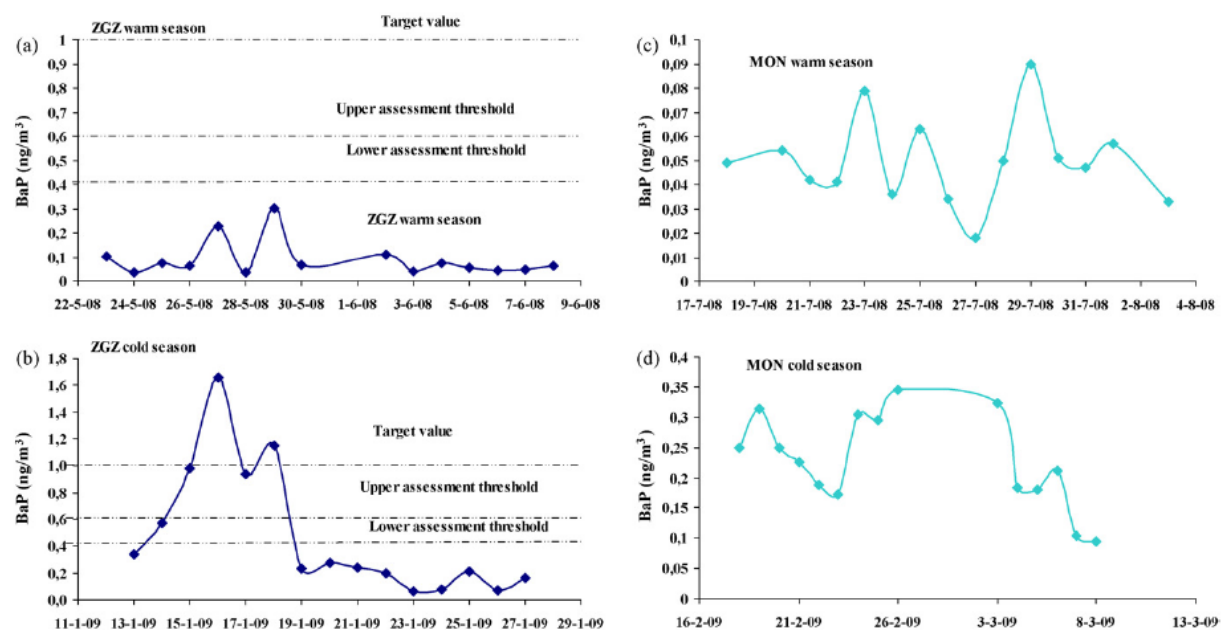 (a)
ZGZ warm season
Target value
1
0,9
0,8
0,7
0,6
0,5
0,4
0,3
0,2
0,1
0
BaP (ng/m³)
Upper assessment threshold
Lower assessment threshold
ZGZ warm season
22-5-08 24-5-08 26-5-08 28-5-08 30-5-08 1-6-08 3-6-08 5-6-08 7-6-08 9-6-08
(c)
MON warm season
0,1
0,09
0,08
0,07
0,06
0,05
0,04
0,03
0,02
0,01
0
BaP (ng/m³)
17-7-08 19-7-08 21-7-08 23-7-08 25-7-08 27-7-08 29-7-08 31-7-08 2-8-08 4-8-08
(b)
ZGZ cold season
1,8
1,6
1,4
1,2
1,0
0,8
0,6
0,4
0,2
0,0
BaP (ng/m³)
Target value
Upper assessment threshold
Lower assessment threshold
11-1-09 13-1-09 15-1-09 17-1-09 19-1-09 21-1-09 23-1-09 25-1-09 27-1-09 29-1-09
(d)
MON cold season
0,4
0,35
0,3
0,25
0,2
0,15
0,1
0,05
0
BaP (ng/m³)
16-2-09 21-2-09 26-2-09 3-3-09 8-3-09 13-3-09